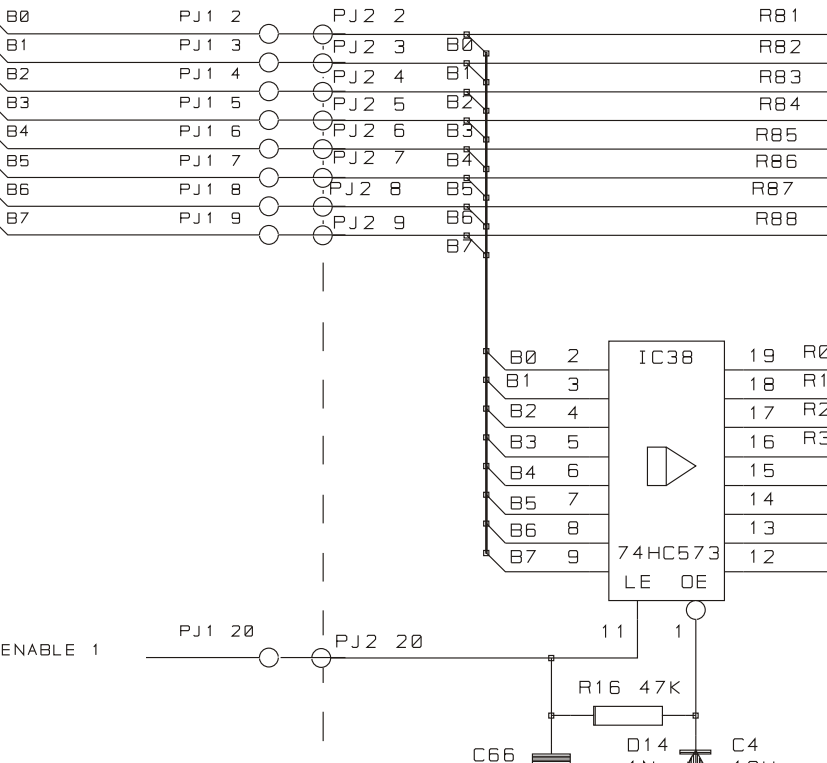 B0 PJ1 2 PJ2 2 R81
B1 PJ1 3 PJ2 3 B0 R82
B2 PJ1 4 PJ2 4 B1 R83
B3 PJ1 5 PJ2 5 B2 R84
B4 PJ1 6 PJ2 6 B3 R85
B5 PJ1 7 PJ2 7 B4 R86
B6 PJ1 8 PJ2 8 B5 R87
B7 PJ1 9 PJ2 9 B6 R88
B7
B0 2 IC38 19 R0
B1 3 18 R1
B2 4 17 R2
B3 5 16 R3
B4 6 15
B5 7 14
B6 8 13
B7 9 74HC573 12
LE OE
PJ1 20 11 1
ENABLE 1 PJ2 20
R16 47K
C66 D14 C4